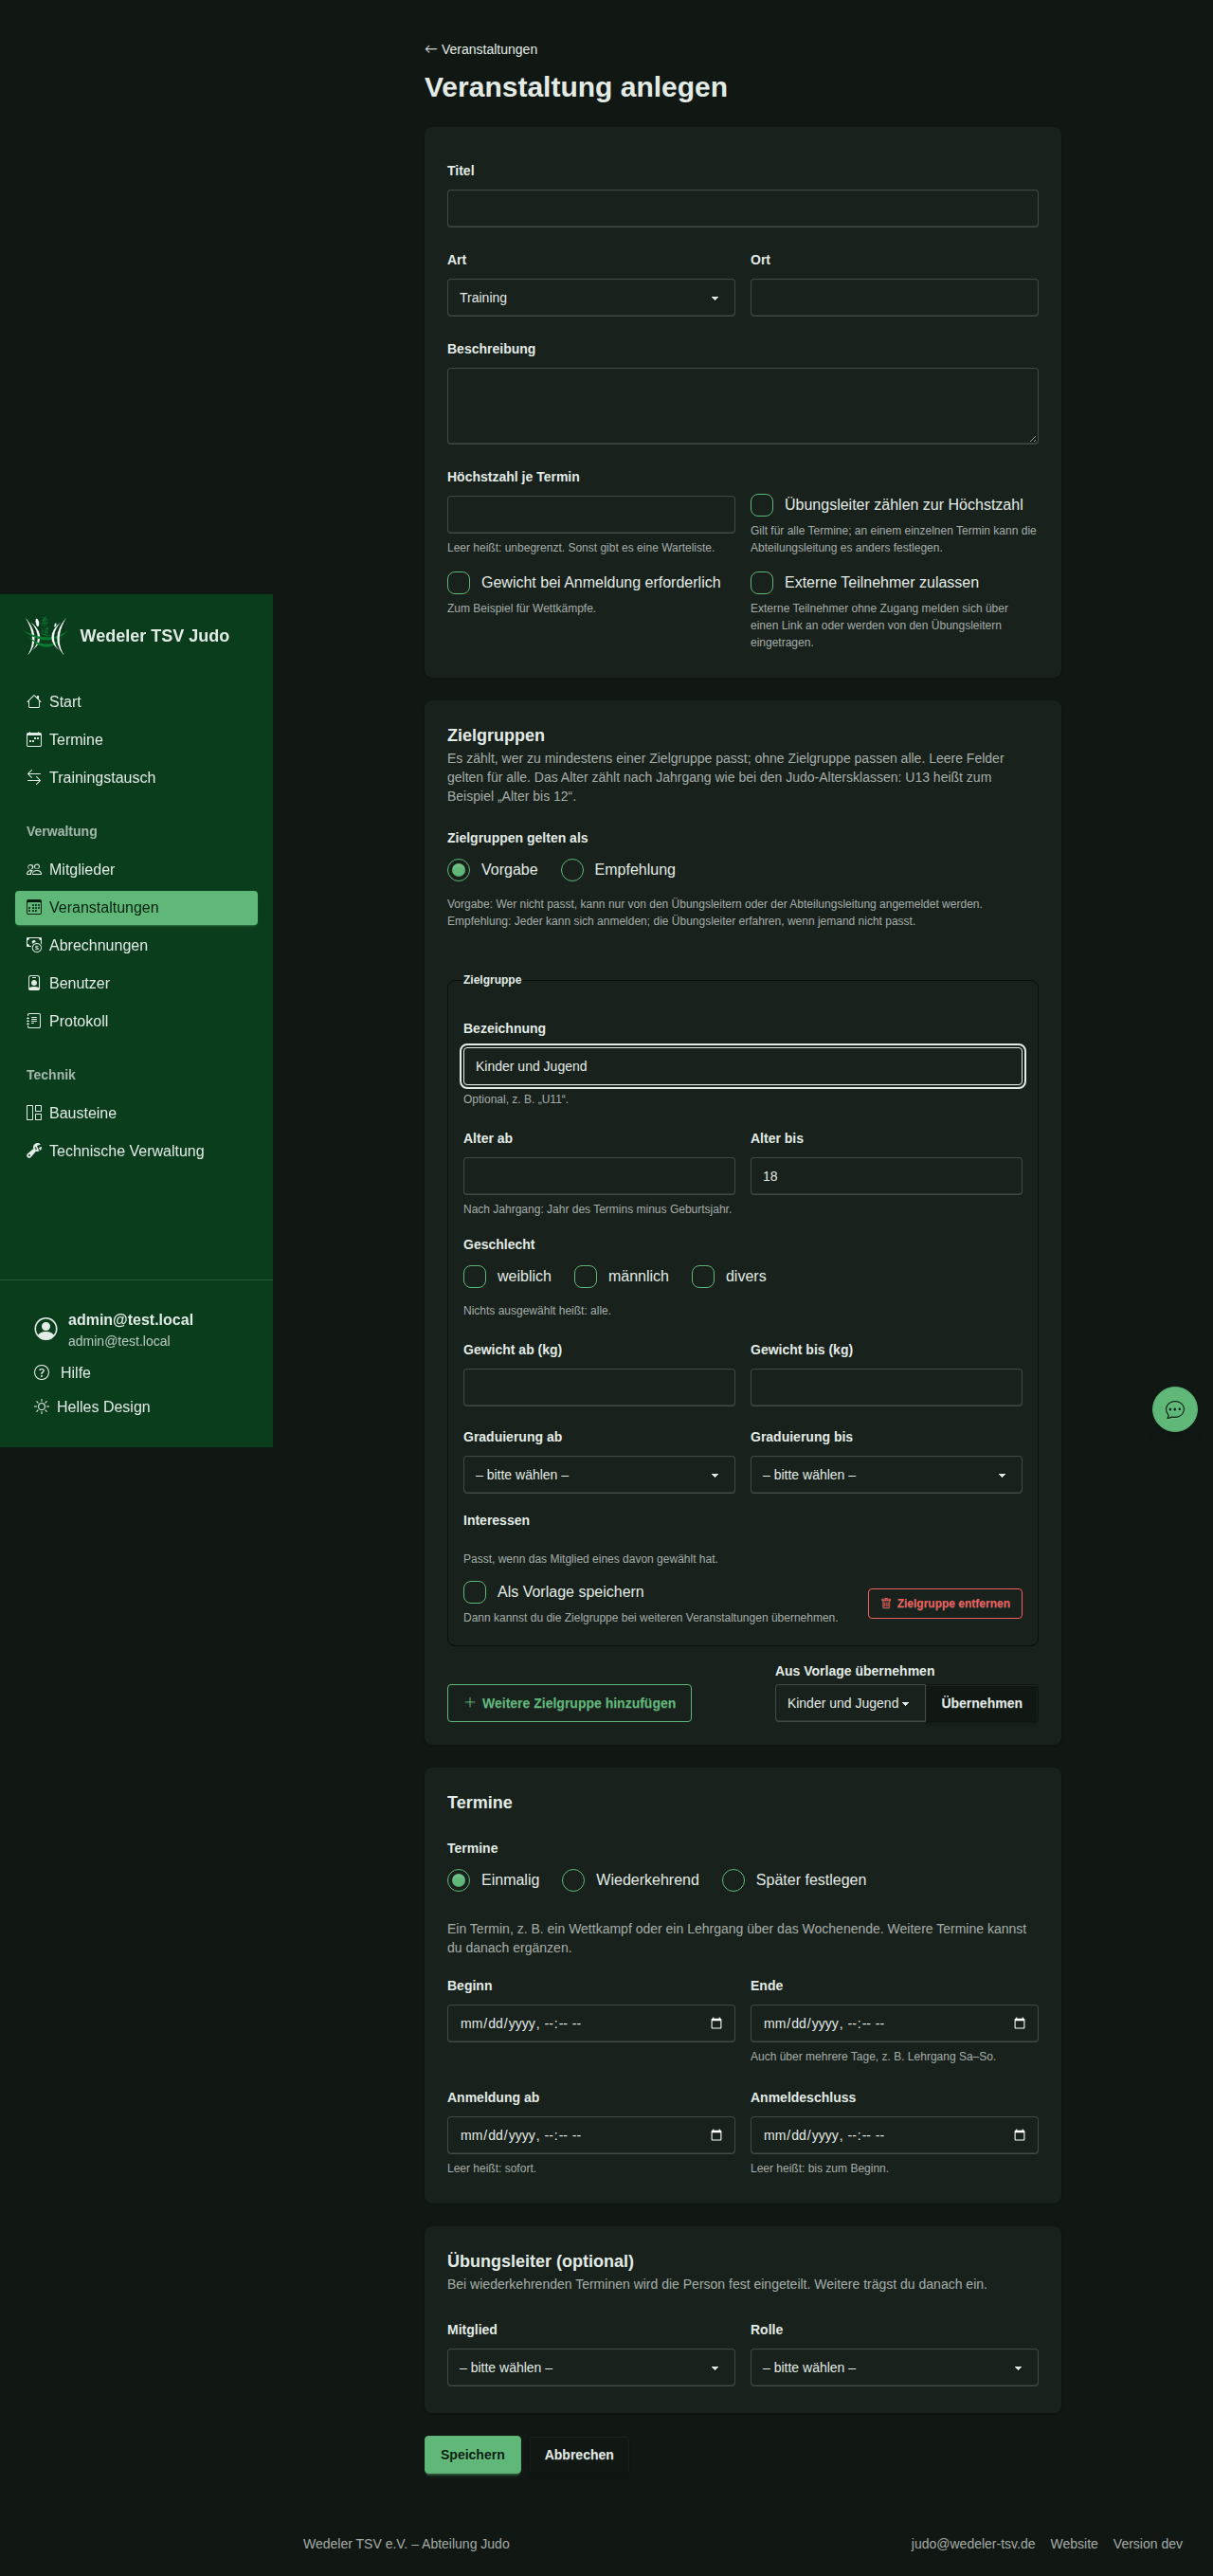 ← Veranstaltungen
Veranstaltung anlegen
Titel
Art
Ort
Training
Beschreibung
Höchstzahl je Termin
Übungsleiter zählen zur Höchstzahl
Gilt für alle Termine; an einem einzelnen Termin kann die
Abteilungsleitung es anders festlegen.
Leer heißt: unbegrenzt. Sonst gibt es eine Warteliste.
Gewicht bei Anmeldung erforderlich
Zum Beispiel für Wettkämpfe.
Externe Teilnehmer zulassen
Externe Teilnehmer ohne Zugang melden sich über
einen Link an oder werden von den Übungsleitern
eingetragen.
Wedeler TSV Judo
Start
Termine
Trainingstausch
Verwaltung
Mitglieder
Veranstaltungen
Abrechnungen
Benutzer
Protokoll
Technik
Bausteine
Technische Verwaltung
admin@test.local
admin@test.local
Hilfe
Helles Design
Zielgruppen
Es zählt, wer zu mindestens einer Zielgruppe passt; ohne Zielgruppe passen alle. Leere Felder
gelten für alle. Das Alter zählt nach Jahrgang wie bei den Judo-Altersklassen: U13 heißt zum
Beispiel „Alter bis 12“.
Zielgruppen gelten als
Vorgabe
Empfehlung
Vorgabe: Wer nicht passt, kann nur von den Übungsleitern oder der Abteilungsleitung angemeldet werden.
Empfehlung: Jeder kann sich anmelden; die Übungsleiter erfahren, wenn jemand nicht passt.
Zielgruppe
Bezeichnung
Kinder und Jugend
Optional, z. B. „U11“.
Alter ab
Alter bis
18
Nach Jahrgang: Jahr des Termins minus Geburtsjahr.
Geschlecht
weiblich
männlich
divers
Nichts ausgewählt heißt: alle.
Gewicht ab (kg)
Gewicht bis (kg)
Graduierung ab
Graduierung bis
– bitte wählen –
– bitte wählen –
Interessen
Passt, wenn das Mitglied eines davon gewählt hat.
Als Vorlage speichern
Dann kannst du die Zielgruppe bei weiteren Veranstaltungen übernehmen.
Zielgruppe entfernen
Aus Vorlage übernehmen
+ Weitere Zielgruppe hinzufügen
Kinder und Jugend
Übernehmen
Termine
Termine
Einmalig
Wiederkehrend
Später festlegen
Ein Termin, z. B. ein Wettkampf oder ein Lehrgang über das Wochenende. Weitere Termine kannst
du danach ergänzen.
Beginn
Ende
mm/dd/yyyy, --:-- --
mm/dd/yyyy, --:-- --
Auch über mehrere Tage, z. B. Lehrgang Sa–So.
Anmeldung ab
Anmeldeschluss
mm/dd/yyyy, --:-- --
mm/dd/yyyy, --:-- --
Leer heißt: sofort.
Leer heißt: bis zum Beginn.
Übungsleiter (optional)
Bei wiederkehrenden Terminen wird die Person fest eingeteilt. Weitere trägst du danach ein.
Mitglied
Rolle
– bitte wählen –
– bitte wählen –
Speichern
Abbrechen
Wedeler TSV e.V. – Abteilung Judo
judo@wedeler-tsv.de
Website
Version dev